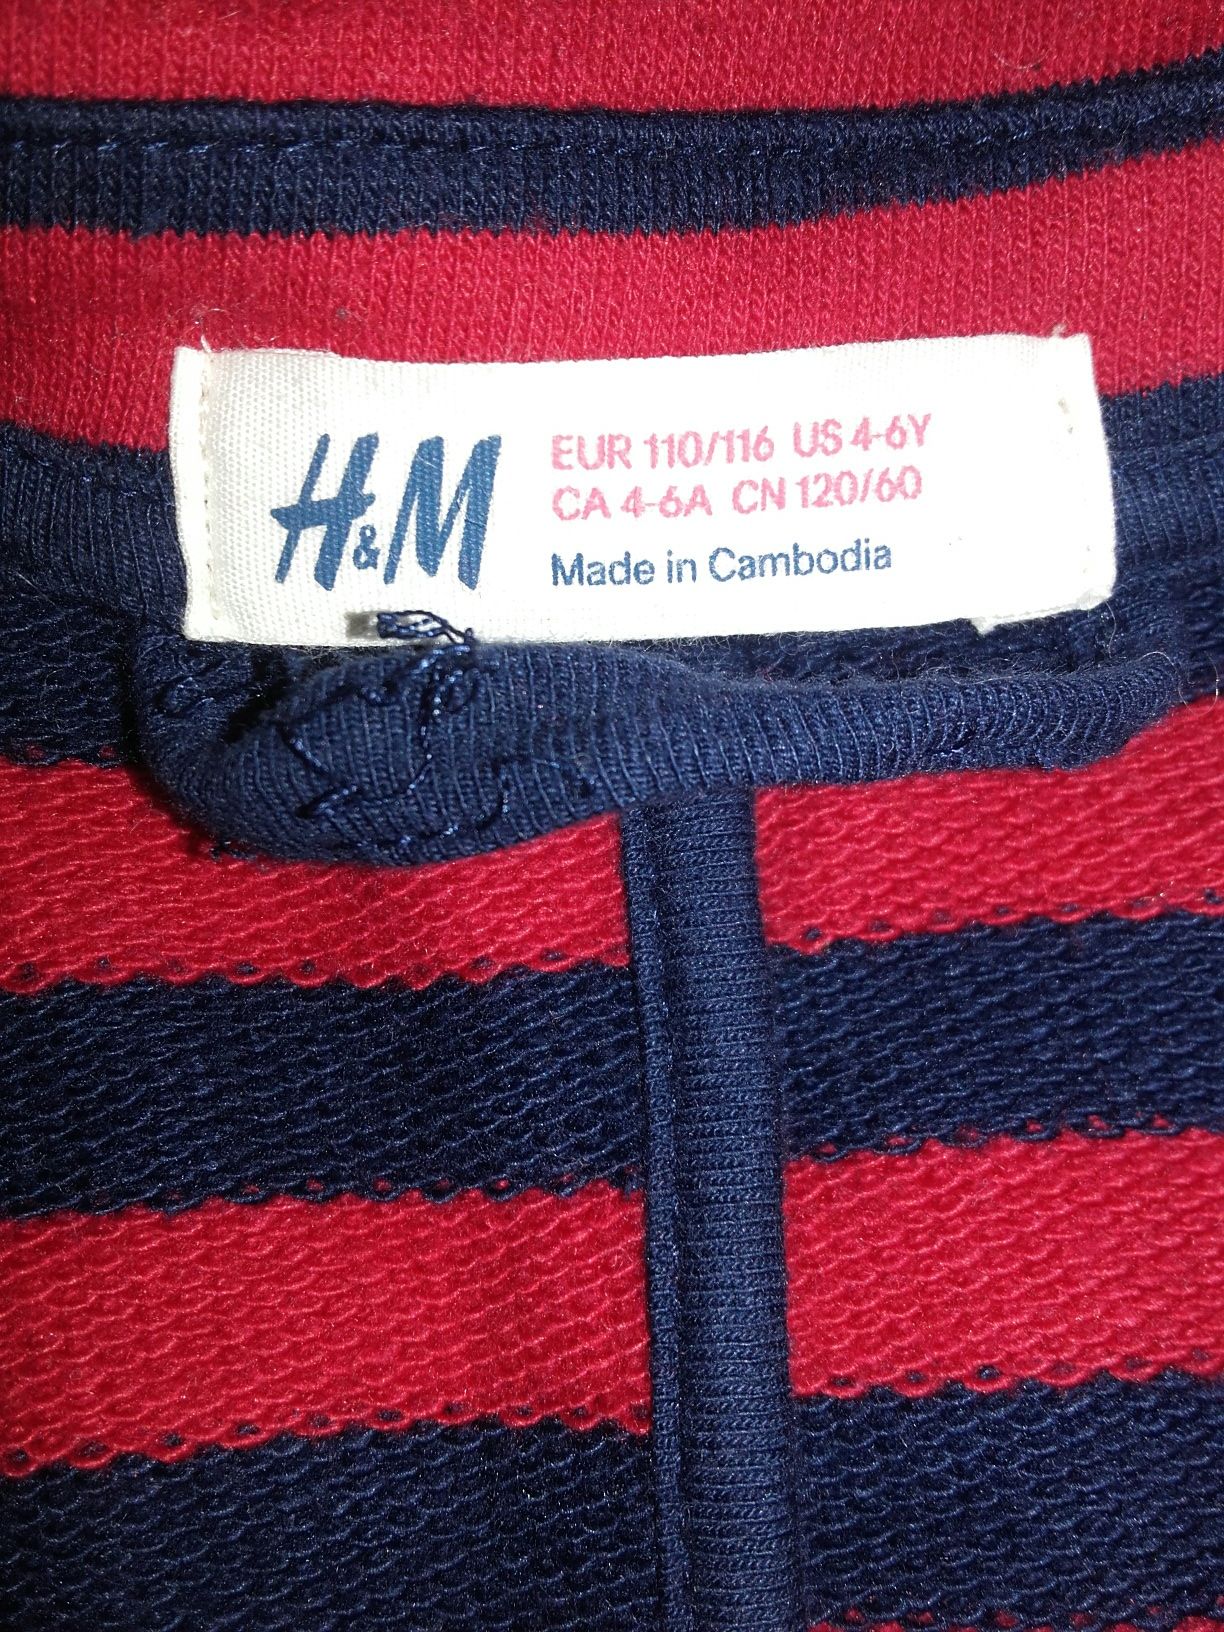 H&M
EUR 110/116 US 4-6Y
CA 4-6A CN 120/60
Made in Cambodia